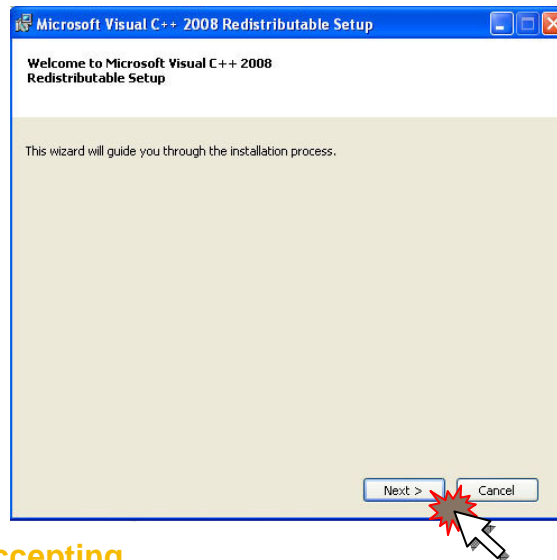 Microsoft Visual C++ 2008 Redistributable Setup
Welcome to Microsoft Visual C++ 2008
Redistributable Setup
This wizard will guide you through the installation process.
Next > Cancel